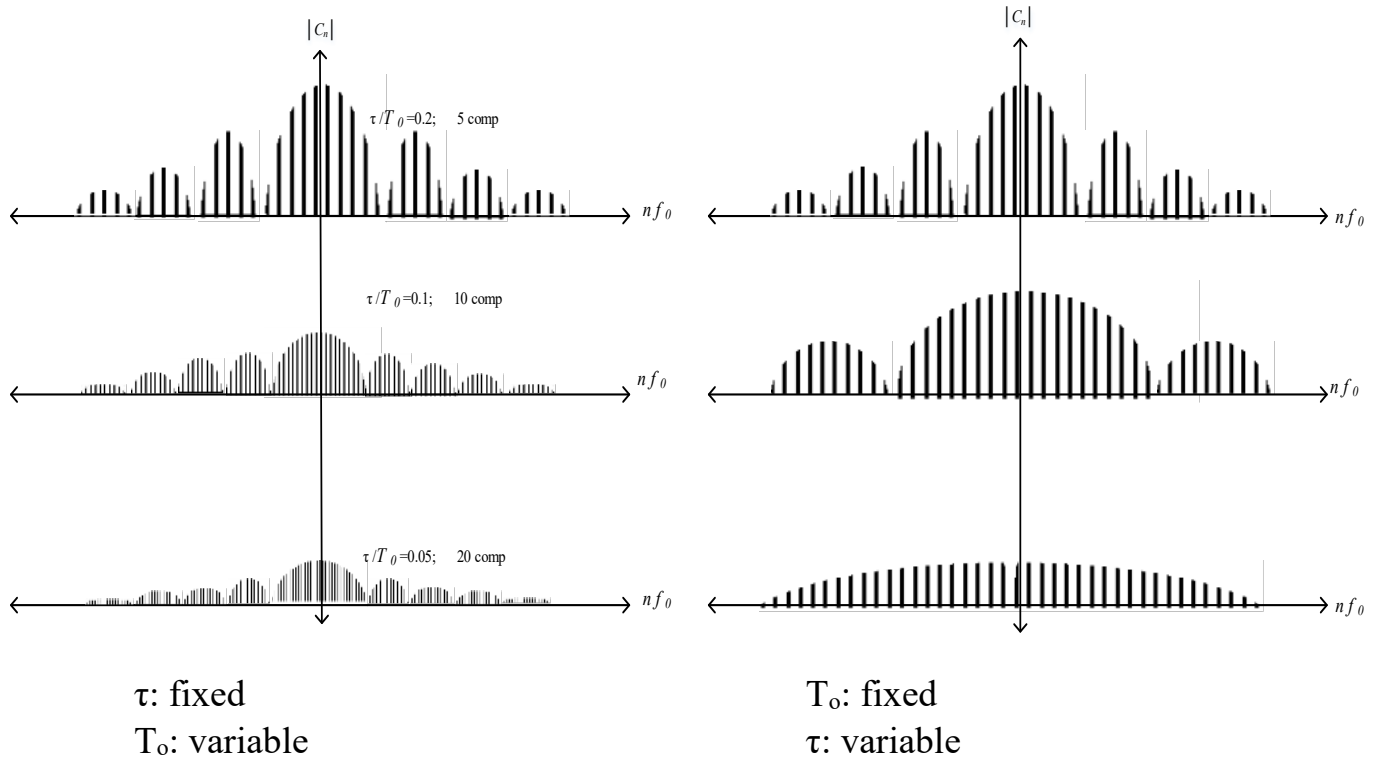 |Cₙ|
τ/T₀=0.2; 5 comp
nf₀
τ/T₀=0.1; 10 comp
nf₀
τ/T₀=0.05; 20 comp
nf₀
τ: fixed
Tₒ: variable
|Cₙ|
nf₀
nf₀
nf₀
Tₒ: fixed
τ: variable